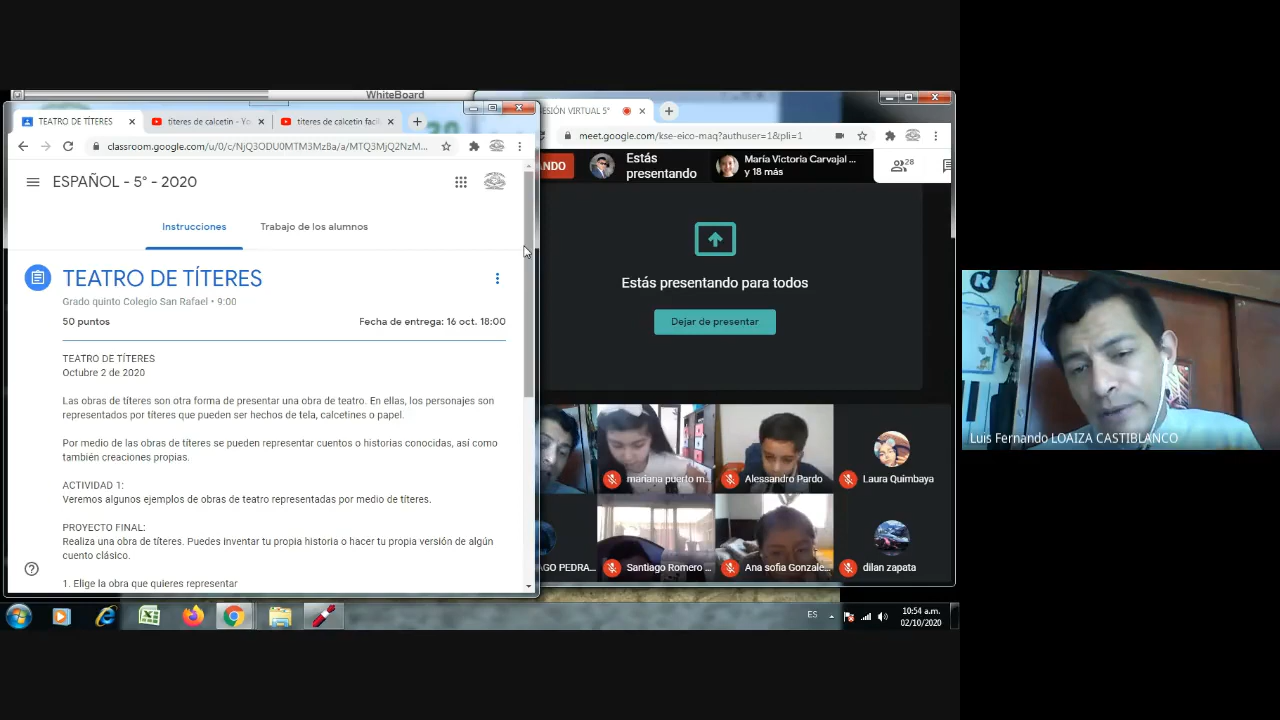 WhiteBoard
TEATRO DE TÍTERES
títeres de calcetín - Yo
títeres de calcetín facil
classroom.google.com/u/0/c/NjQ3ODU0MTM3MzBa/a/MTQ3MjQ2NzM...
ESPAÑOL - 5° - 2020
Instrucciones
Trabajo de los alumnos
TEATRO DE TÍTERES
Grado quinto Colegio San Rafael • 9:00
50 puntos
Fecha de entrega: 16 oct. 18:00
TEATRO DE TÍTERES
Octubre 2 de 2020
Las obras de títeres son otra forma de presentar una obra de teatro. En ellas, los personajes son
representados por títeres que pueden ser hechos de tela, calcetines o papel.
Por medio de las obras de títeres se pueden representar cuentos o historias conocidas, así como
también creaciones propias.
ACTIVIDAD 1:
Veremos algunos ejemplos de obras de teatro representadas por medio de títeres.
PROYECTO FINAL:
Realiza una obra de títeres. Puedes inventar tu propia historia o hacer tu propia versión de algún
cuento clásico.
1. Elige la obra que quieres representar
ESIÓN VIRTUAL 5°
meet.google.com/kse-eico-maq?authuser=1&pli=1
ANDO
Estás
presentando
María Victoria Carvajal ...
y 18 más
28
Estás presentando para todos
Dejar de presentar
mariana puerto m...
Alessandro Pardo
Laura Quimbaya
AGO PEDRA...
Santiago Romero ...
Ana sofia Gonzale...
dilan zapata
ES
10:54 a.m.
02/10/2020
K
Luis Fernando LOAIZA CASTIBLANCO